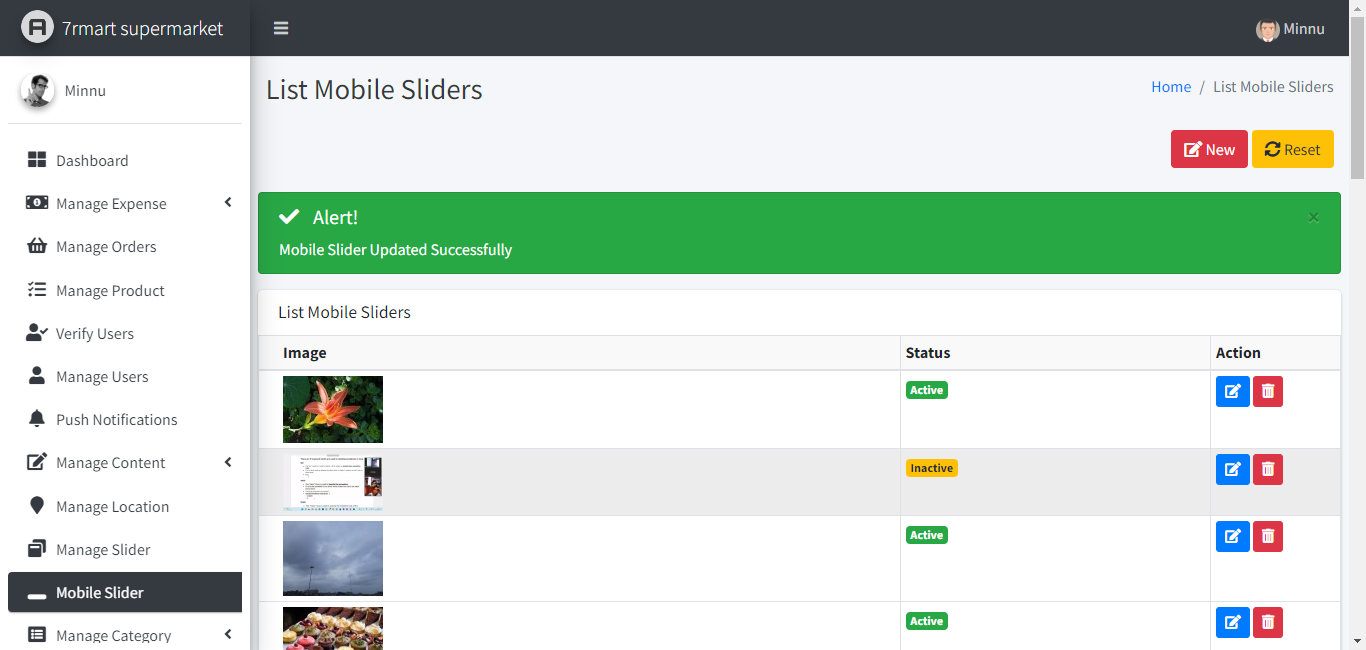 7rmart supermarket
Minnu
Minnu
Dashboard
Manage Expense
Manage Orders
Manage Product
Verify Users
Manage Users
Push Notifications
Manage Content
Manage Location
Manage Slider
Mobile Slider
Manage Category
List Mobile Sliders
Home / List Mobile Sliders
New Reset
Alert!
×
Mobile Slider Updated Successfully
List Mobile Sliders
Image Status Action
Active
Inactive
Active
Active